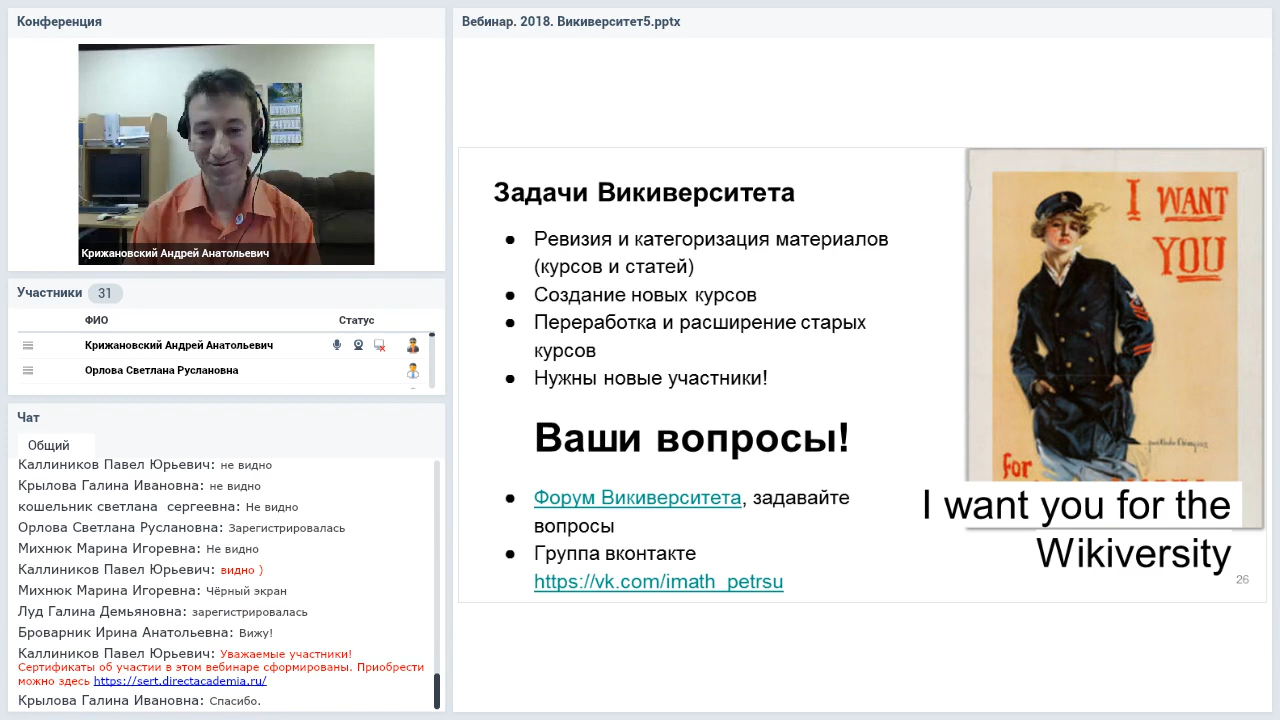 Конференция
Крижановский Андрей Анатольевич
Участники 31
ФИО Статус
Крижановский Андрей Анатольевич
Орлова Светлана Руслановна
Чат
Общий
Каллиников Павел Юрьевич: не видно
Крылова Галина Ивановна: не видно
кошельник светлана сергеевна: Не видно
Орлова Светлана Руслановна: Зарегистрировалась
Михнюк Марина Игоревна: Не видно
Каллиников Павел Юрьевич: видно )
Михнюк Марина Игоревна: Чёрный экран
Луд Галина Демьяновна: зарегистрировалась
Броварник Ирина Анатольевна: Вижу!
Каллиников Павел Юрьевич: Уважаемые участники!
Сертификаты об участии в этом вебинаре сформированы. Приобрести
можно здесь https://sert.directacademia.ru/
Крылова Галина Ивановна: Спасибо.
Вебинар. 2018. Викиверситет5.pptx
Задачи Викиверситета
● Ревизия и категоризация материалов
(курсов и статей)
● Создание новых курсов
● Переработка и расширение старых
курсов
● Нужны новые участники!
Ваши вопросы!
● Форум Викиверситета, задавайте
вопросы
● Группа вконтакте
https://vk.com/imath_petrsu
I WANT
YOU
for
I want you for the
Wikiversity
26